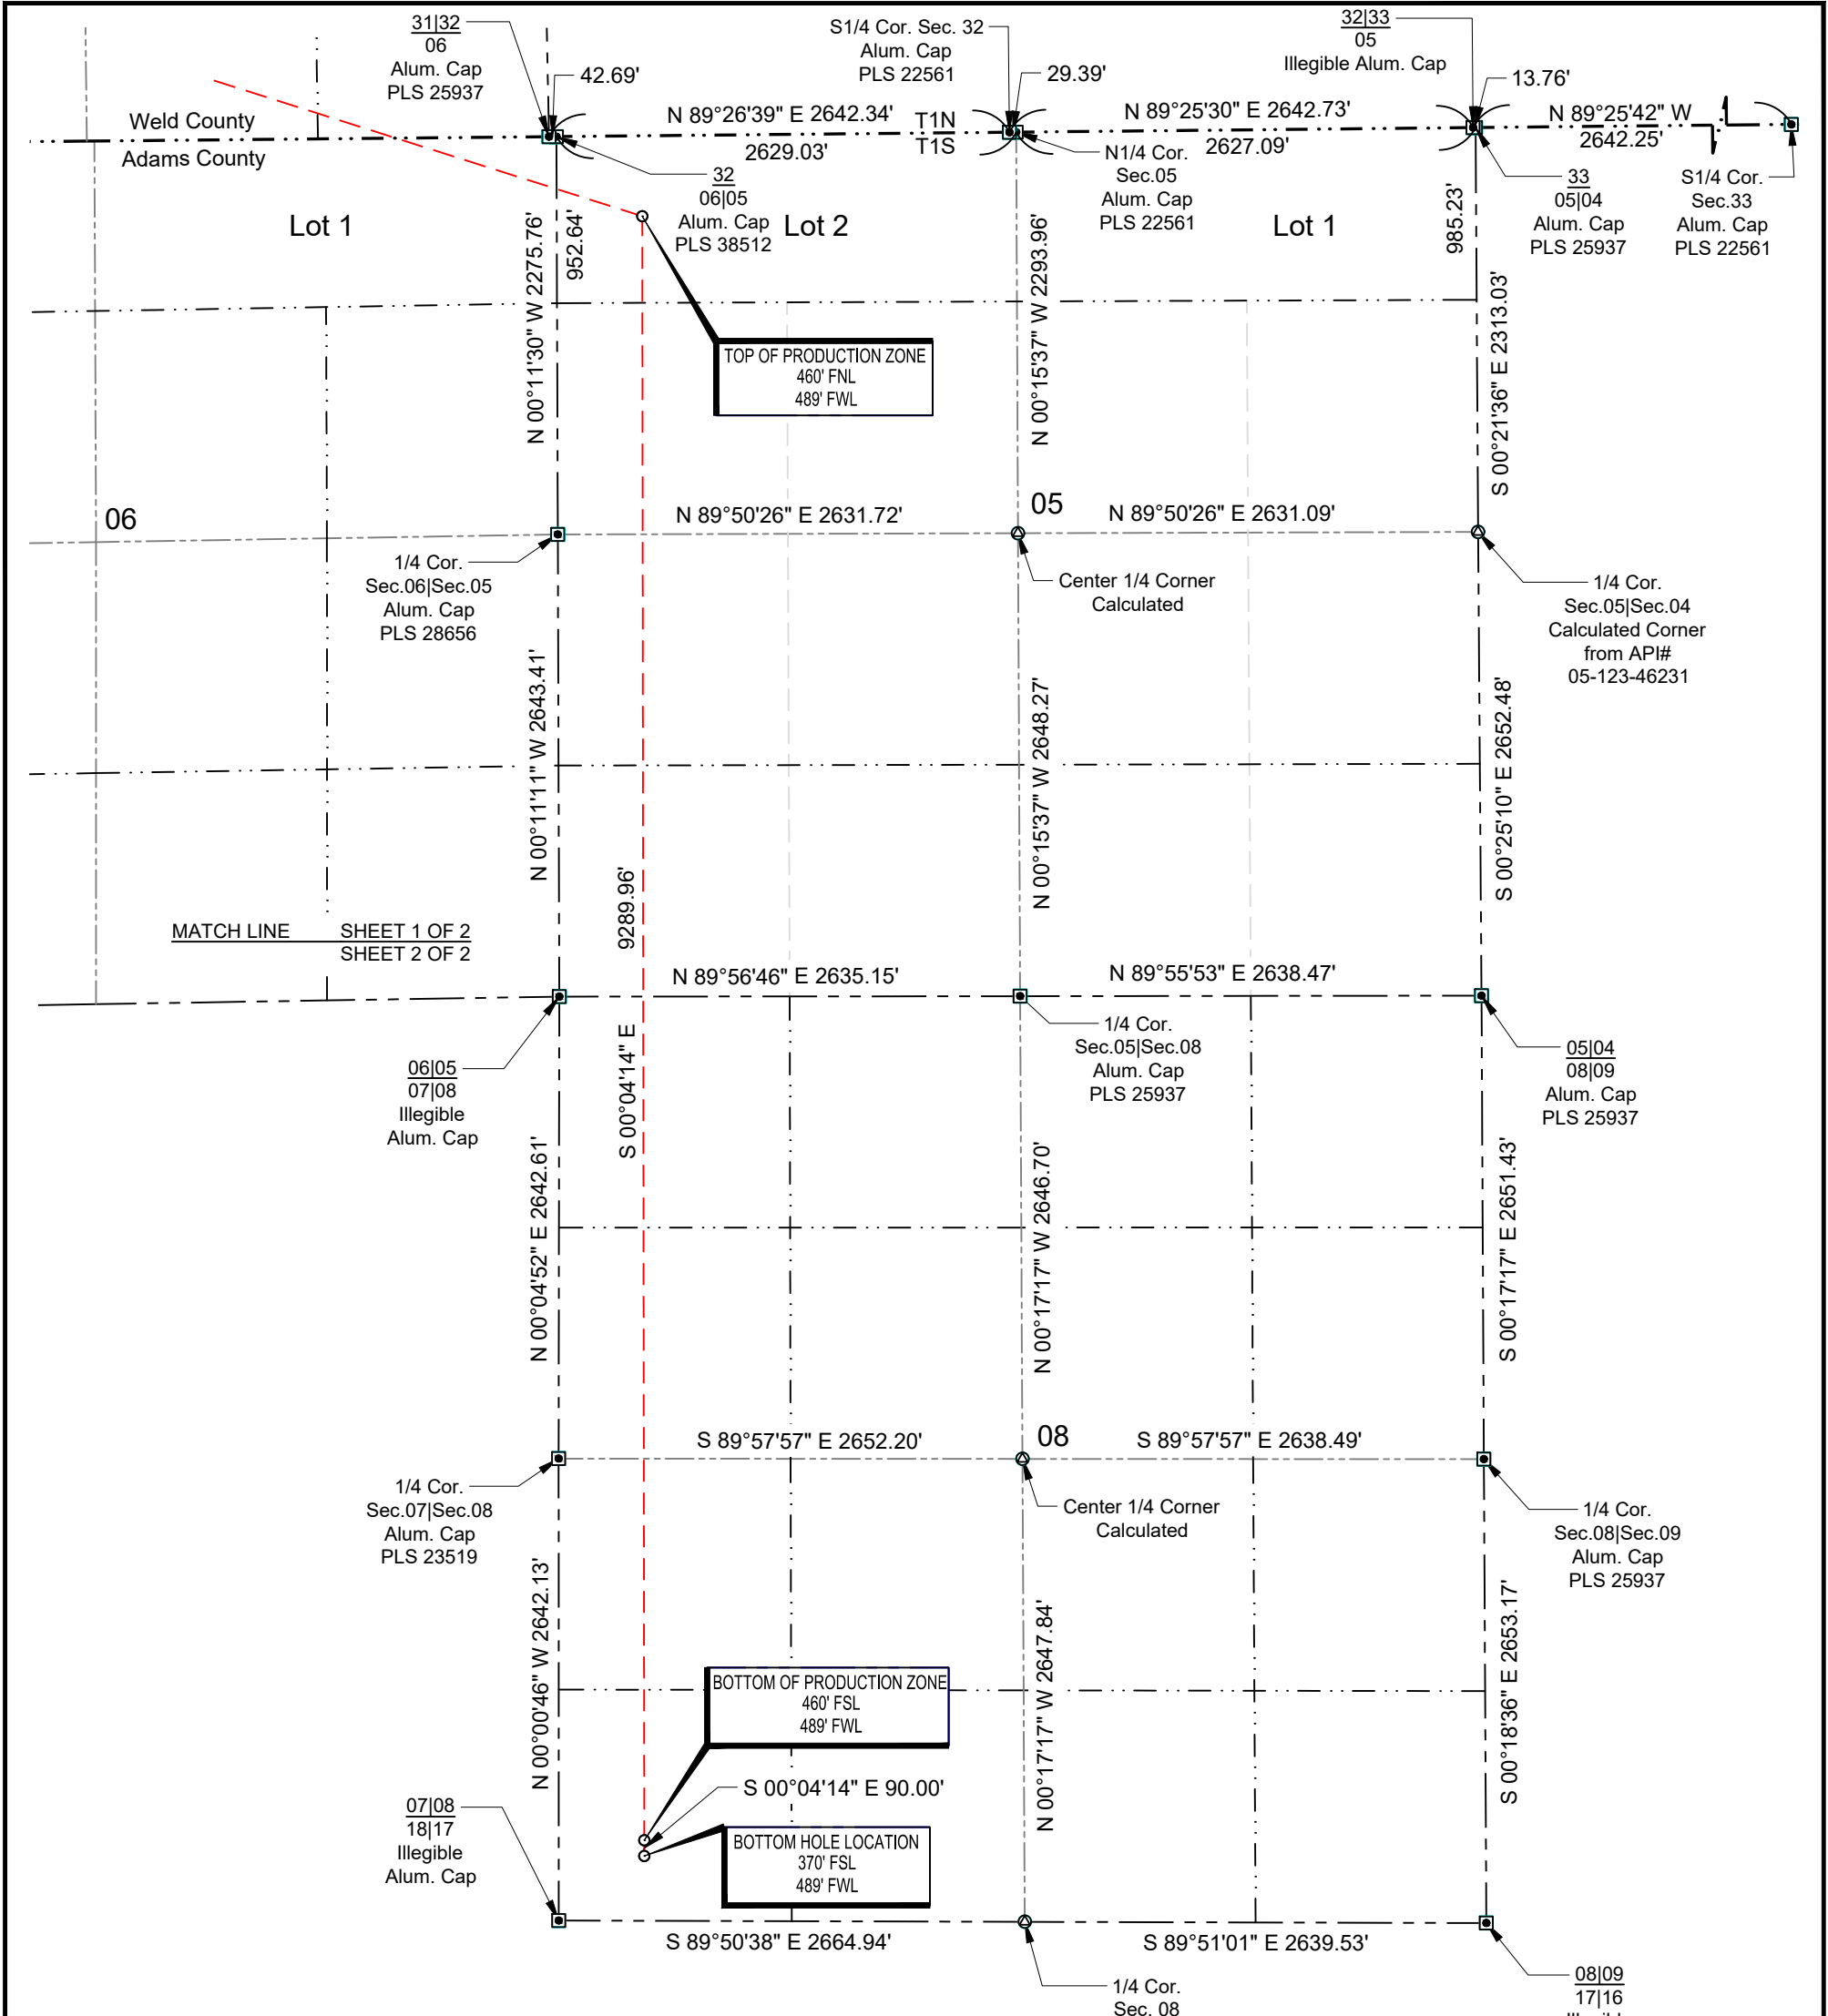 31|32
06
Alum. Cap
PLS 25937
42.69'
S1/4 Cor. Sec. 32
Alum. Cap
PLS 22561
29.39'
32|33
05
Illegible Alum. Cap
13.76'
Weld County
Adams County
N 89°26'39" E 2642.34'
2629.03'
T1N
T1S
N 89°25'30" E 2642.73'
2627.09'
N 89°25'42" W
2642.25'
32
06|05
Alum. Cap
PLS 38512
N1/4 Cor.
Sec.05
Alum. Cap
PLS 22561
33
05|04
Alum. Cap
PLS 25937
S1/4 Cor.
Sec.33
Alum. Cap
PLS 22561
Lot 1
Lot 2
Lot 1
N 00°11'30" W 2275.76'
952.64'
N 00°15'37" W 2293.96'
985.23'
S 00°21'36" E 2313.03'
TOP OF PRODUCTION ZONE
460' FNL
489' FWL
06
N 89°50'26" E 2631.72'
05
N 89°50'26" E 2631.09'
1/4 Cor.
Sec.06|Sec.05
Alum. Cap
PLS 28656
Center 1/4 Corner
Calculated
1/4 Cor.
Sec.05|Sec.04
Calculated Corner
from API#
05-123-46231
N 00°11'11" W 2643.41'
9289.96'
S 00°04'14" E
N 00°15'37" W 2648.27'
S 00°25'10" E 2652.48'
MATCH LINE SHEET 1 OF 2
SHEET 2 OF 2
N 89°56'46" E 2635.15'
N 89°55'53" E 2638.47'
06|05
07|08
Illegible
Alum. Cap
1/4 Cor.
Sec.05|Sec.08
Alum. Cap
PLS 25937
05|04
08|09
Alum. Cap
PLS 25937
N 00°04'52" E 2642.61'
N 00°17'17" W 2646.70'
S 00°17'17" E 2651.43'
S 89°57'57" E 2652.20'
08
S 89°57'57" E 2638.49'
1/4 Cor.
Sec.07|Sec.08
Alum. Cap
PLS 23519
Center 1/4 Corner
Calculated
1/4 Cor.
Sec.08|Sec.09
Alum. Cap
PLS 25937
N 00°00'46" W 2642.13'
N 00°17'17" W 2647.84'
S 00°18'36" E 2653.17'
BOTTOM OF PRODUCTION ZONE
460' FSL
489' FWL
S 00°04'14" E 90.00'
BOTTOM HOLE LOCATION
370' FSL
489' FWL
07|08
18|17
Illegible
Alum. Cap
S 89°50'38" E 2664.94'
S 89°51'01" E 2639.53'
1/4 Cor.
Sec. 08
08|09
17|16